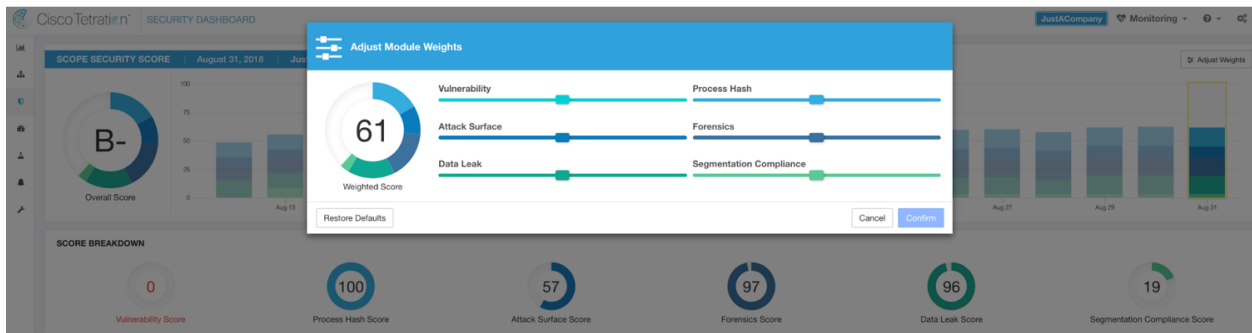 Cisco Tetration™ SECURITY DASHBOARD
JustACompany Monitoring
SCOPE SECURITY SCORE | August 31, 2018 | Jus
Adjust Weights
B-
Overall Score
100
75
50
25
0
Aug 13
Aug 27
Aug 29
Aug 31
Adjust Module Weights
61
Weighted Score
Vulnerability
Process Hash
Attack Surface
Forensics
Data Leak
Segmentation Compliance
Restore Defaults
Cancel
Confirm
SCORE BREAKDOWN
0
Vulnerability Score
100
Process Hash Score
57
Attack Surface Score
97
Forensics Score
96
Data Leak Score
19
Segmentation Compliance Score